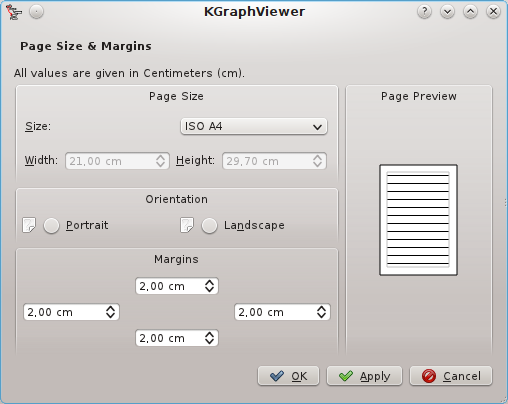 KGraphViewer
Page Size & Margins
All values are given in Centimeters (cm).
Page Size
Size: ISO A4
Width: 21,00 cm Height: 29,70 cm
Orientation
Portrait Landscape
Margins
2,00 cm
2,00 cm 2,00 cm
2,00 cm
Page Preview
OK Apply Cancel